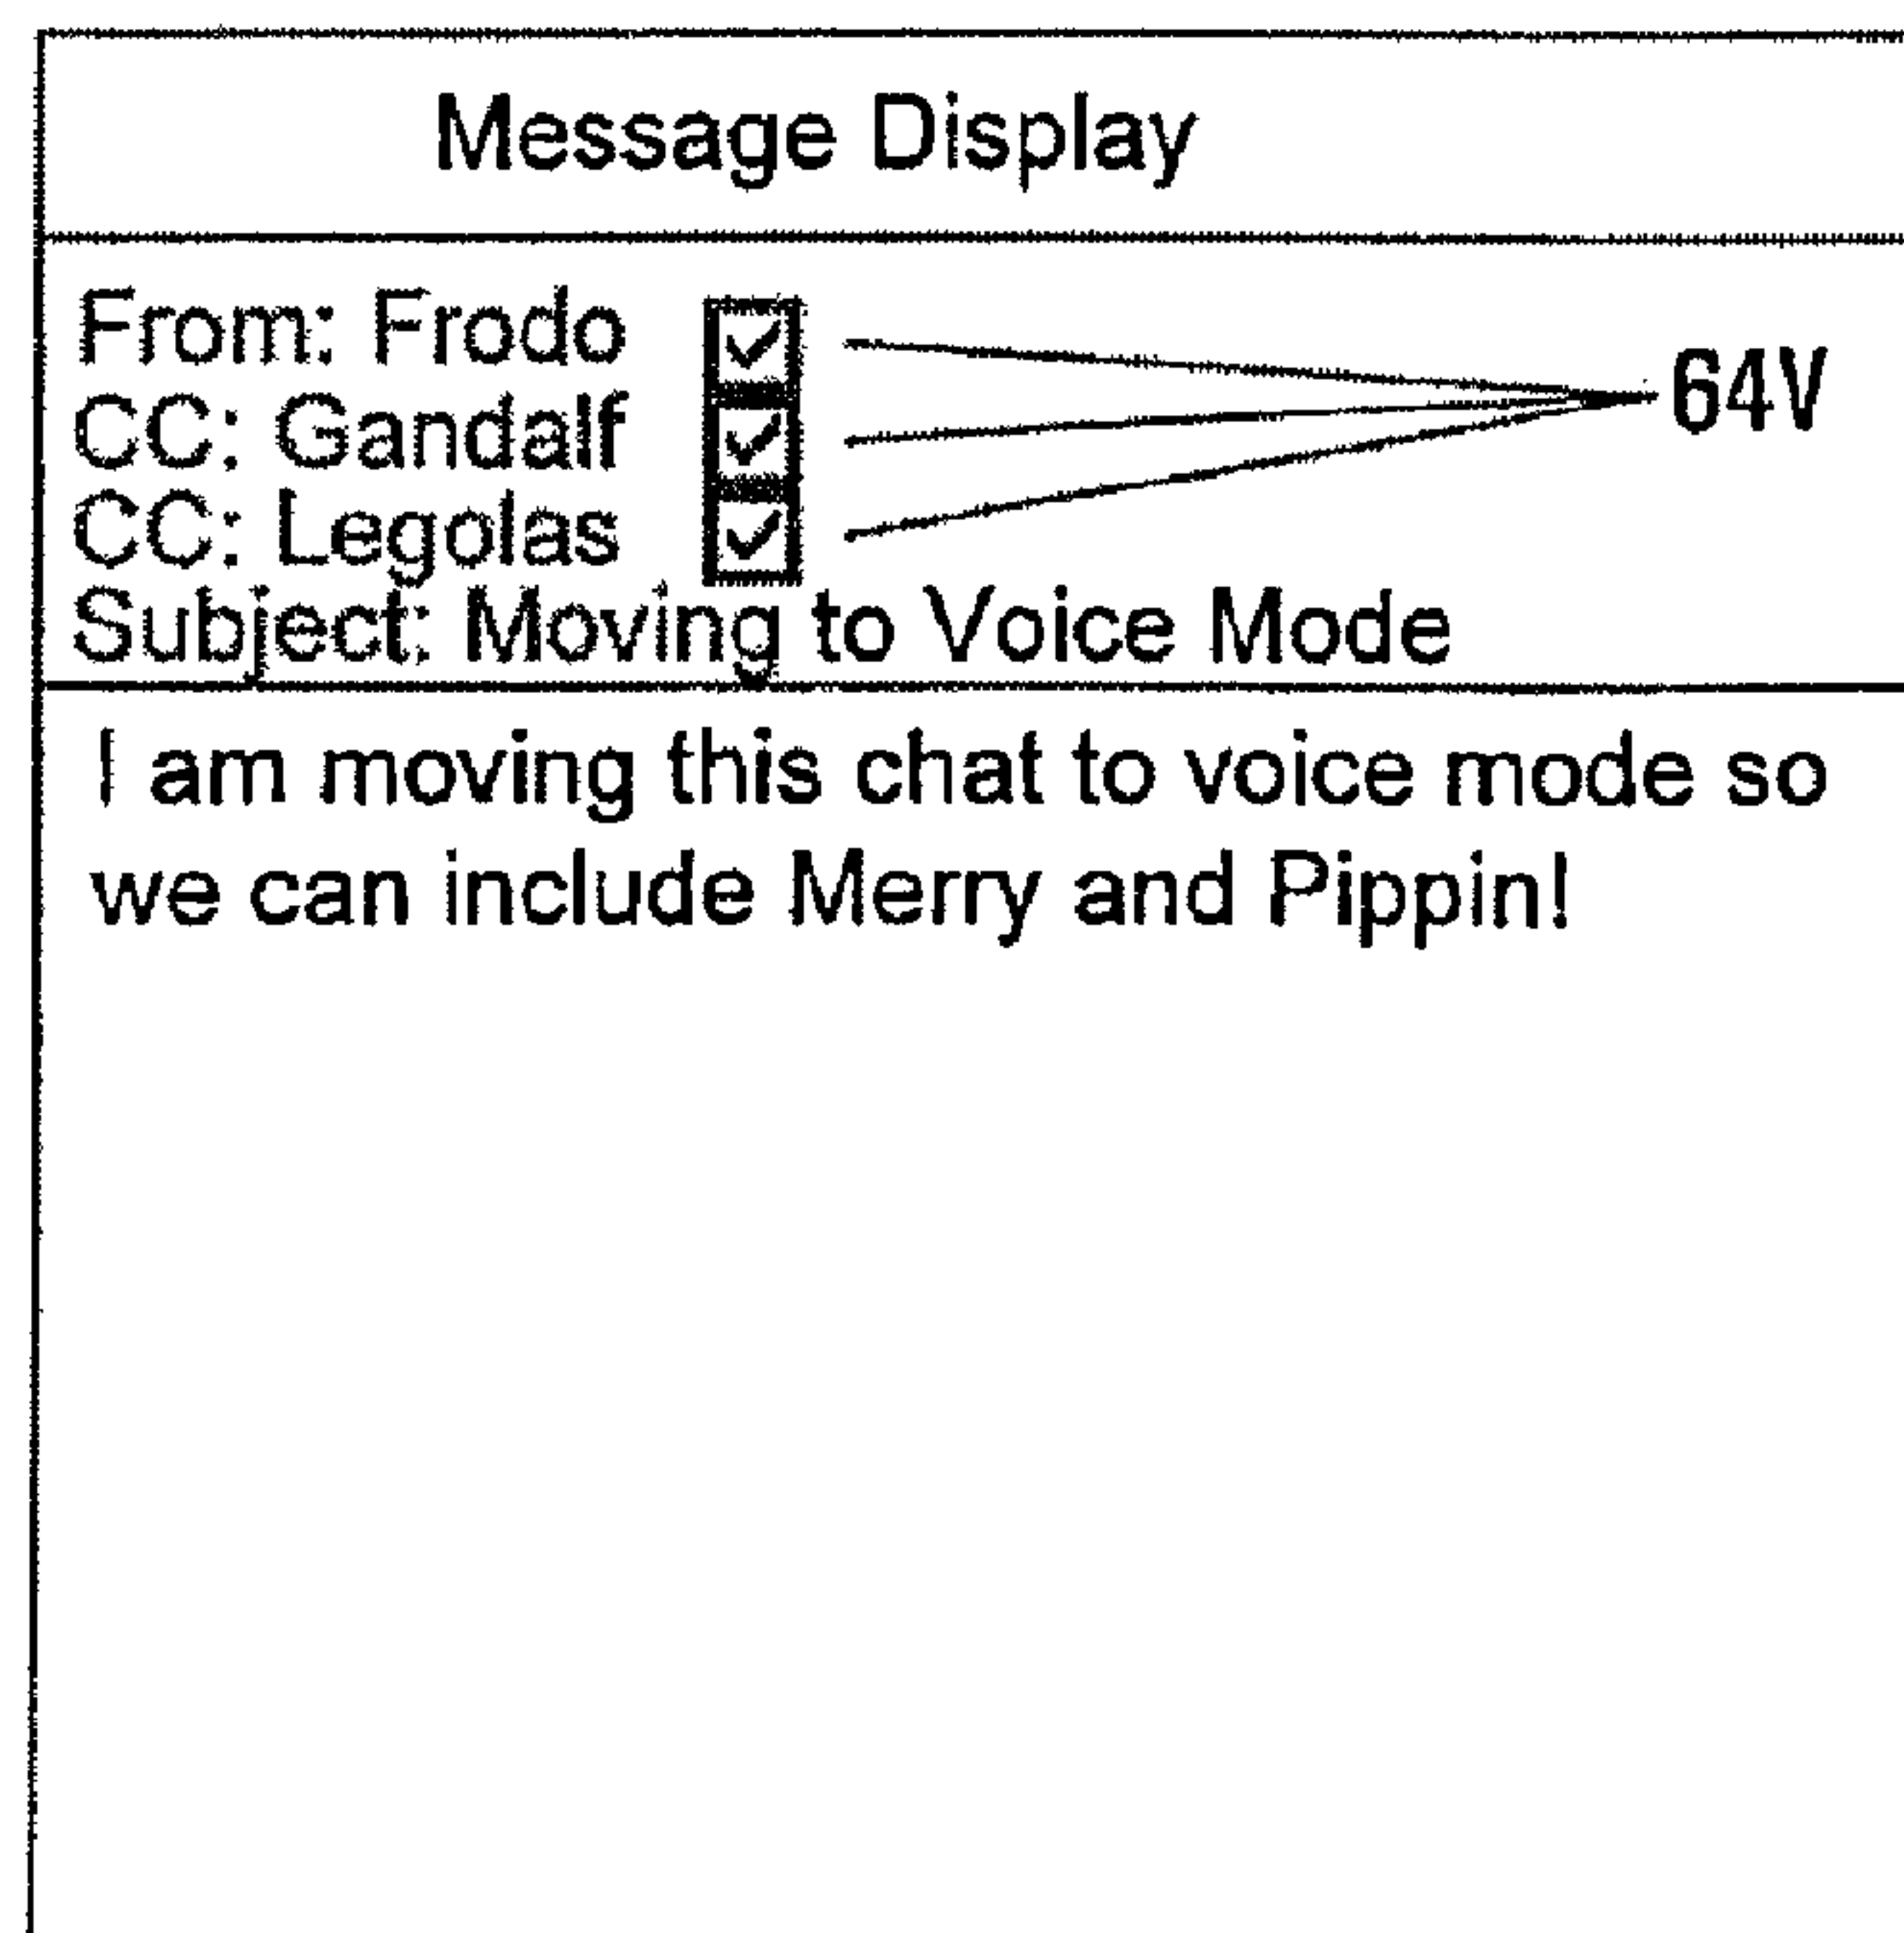 Message Display
From: Frodo
CC: Gandalf
64V
CC: Legolas
Subject: Moving to Voice Mode
I am moving this chat to voice mode so
we can include Merry and Pippin!